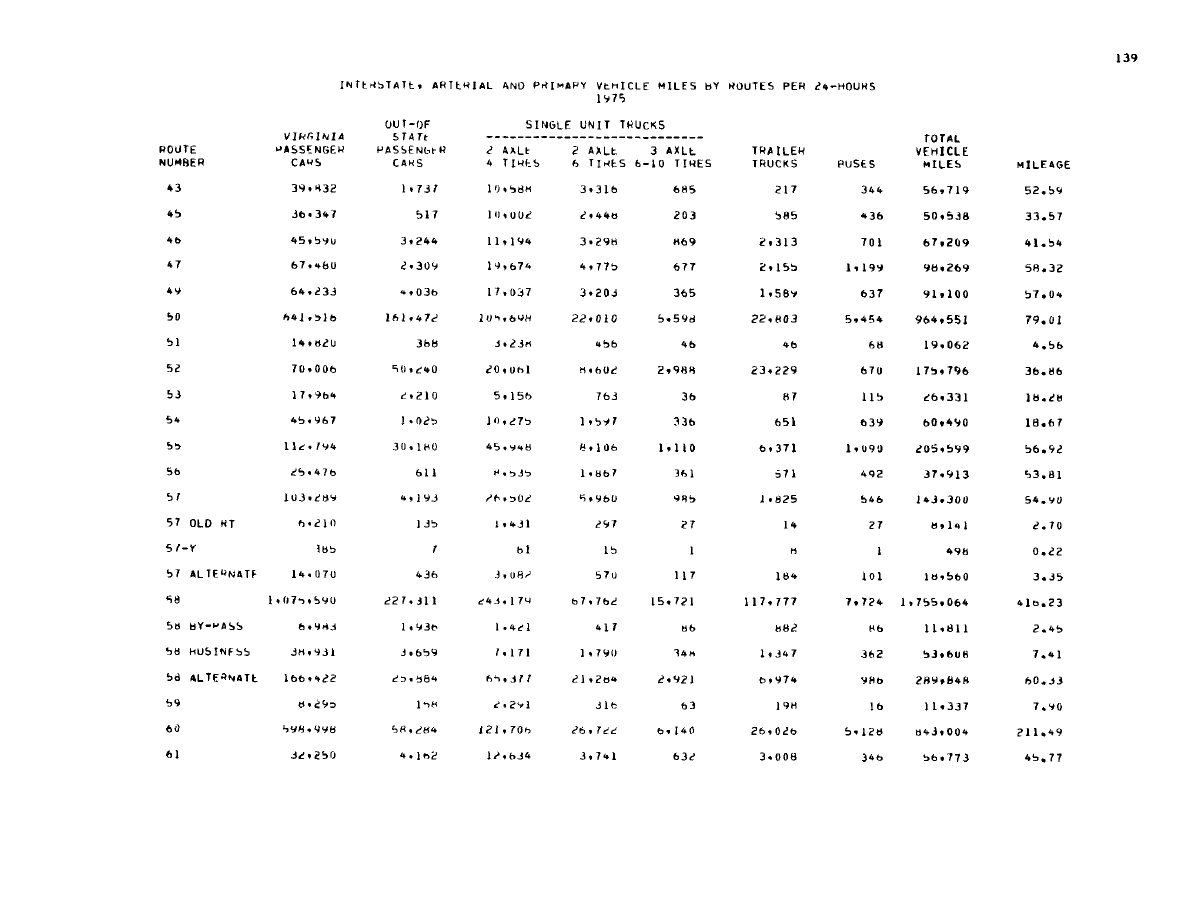 139
INTERSTATE, ARTERIAL AND PRIMARY VEHICLE MILES BY ROUTES PER 24-HOURS
1975
OUT-OF SINGLE UNIT TRUCKS
VIRGINIA STATE ---------------------------- TOTAL
ROUTE PASSENGER PASSENGER 2 AXLE 2 AXLE 3 AXLE TRAILER VEHICLE
NUMBER CARS CARS 4 TIRES 6 TIRES 6-10 TIRES TRUCKS BUSES MILES MILEAGE
43 39,832 1,737 10,588 3,316 685 217 344 56,719 52.59
45 36,347 517 10,002 2,448 203 585 436 50,538 33.57
46 45,590 3,244 11,194 3,298 869 2,313 701 67,209 41.54
47 67,480 2,309 19,674 4,775 677 2,155 1,199 98,269 58.32
49 64,233 4,036 17,037 3,203 365 1,589 637 91,100 57.04
50 641,516 161,472 105,698 22,010 5,598 22,803 5,454 964,551 79.01
51 14,820 388 3,238 456 46 46 68 19,062 4.56
52 70,006 50,240 20,061 8,602 2,988 23,229 670 175,796 36.86
53 17,964 2,210 5,156 763 36 87 115 26,331 18.28
54 45,967 1,025 10,275 1,597 336 651 639 60,490 18.67
55 112,794 30,180 45,948 8,106 1,110 6,371 1,090 205,599 56.92
56 25,476 611 8,535 1,867 361 571 492 37,913 53.81
57 103,289 4,193 26,502 5,960 985 1,825 546 143,300 54.90
57 OLD RT 6,210 135 1,431 297 27 14 27 8,141 2.70
57-Y 385 7 81 15 1 8 1 498 0.22
57 ALTERNATE 14,070 436 3,082 570 117 184 101 18,560 3.35
58 1,075,590 227,311 243,179 67,762 15,721 117,777 7,724 1,755,064 416.23
58 BY-PASS 6,983 1,936 1,421 417 86 882 86 11,811 2.45
58 BUSINESS 38,931 3,659 7,171 1,790 348 1,347 362 53,608 7.41
58 ALTERNATE 166,422 25,884 65,377 21,284 2,921 6,974 986 289,848 60.33
59 8,295 158 2,291 316 63 198 16 11,337 7.90
60 598,998 58,284 121,706 26,722 6,140 26,026 5,128 843,004 211.49
61 32,250 4,162 12,634 3,741 632 3,008 346 56,773 45.77